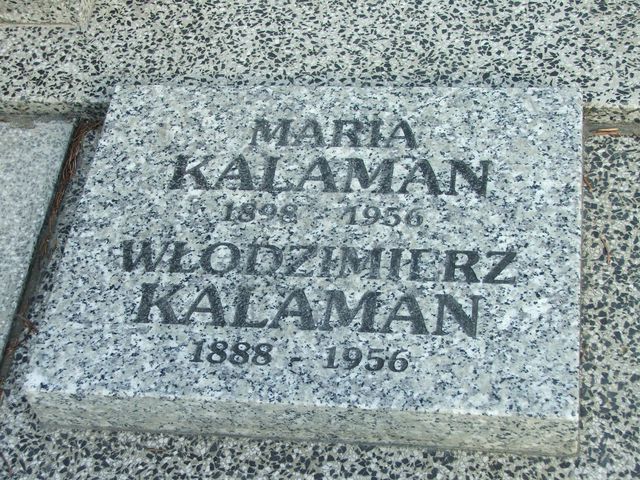 MARIA
KALAMAN
1898 - 1956
WŁODZIMIERZ
KALAMAN
1888 - 1956